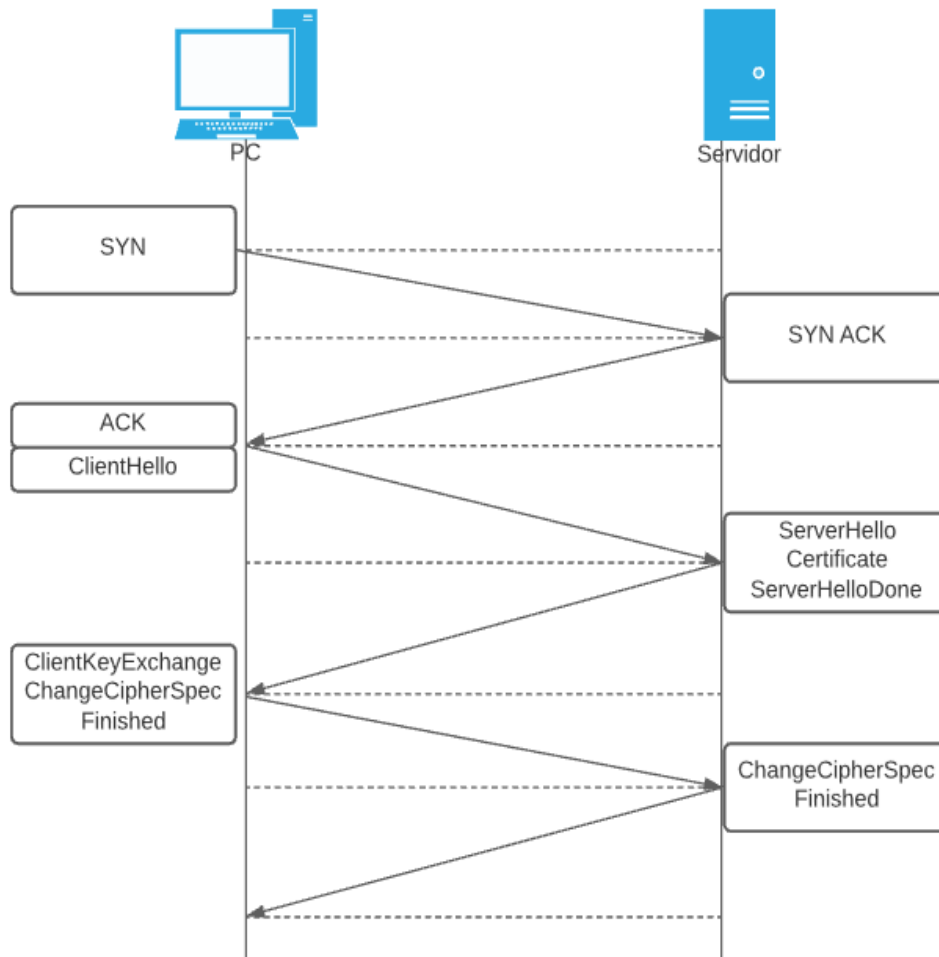 PC
Servidor
SYN
SYN ACK
ACK
ClientHello
ServerHello
Certificate
ServerHelloDone
ClientKeyExchange
ChangeCipherSpec
Finished
ChangeCipherSpec
Finished